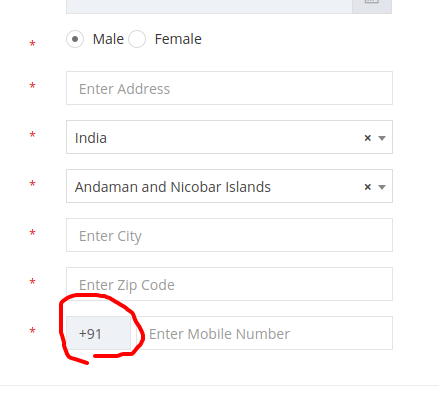 * Male Female
* Enter Address
* India × 
* Andaman and Nicobar Islands ×
* Enter City
* Enter Zip Code
* +91 Enter Mobile Number